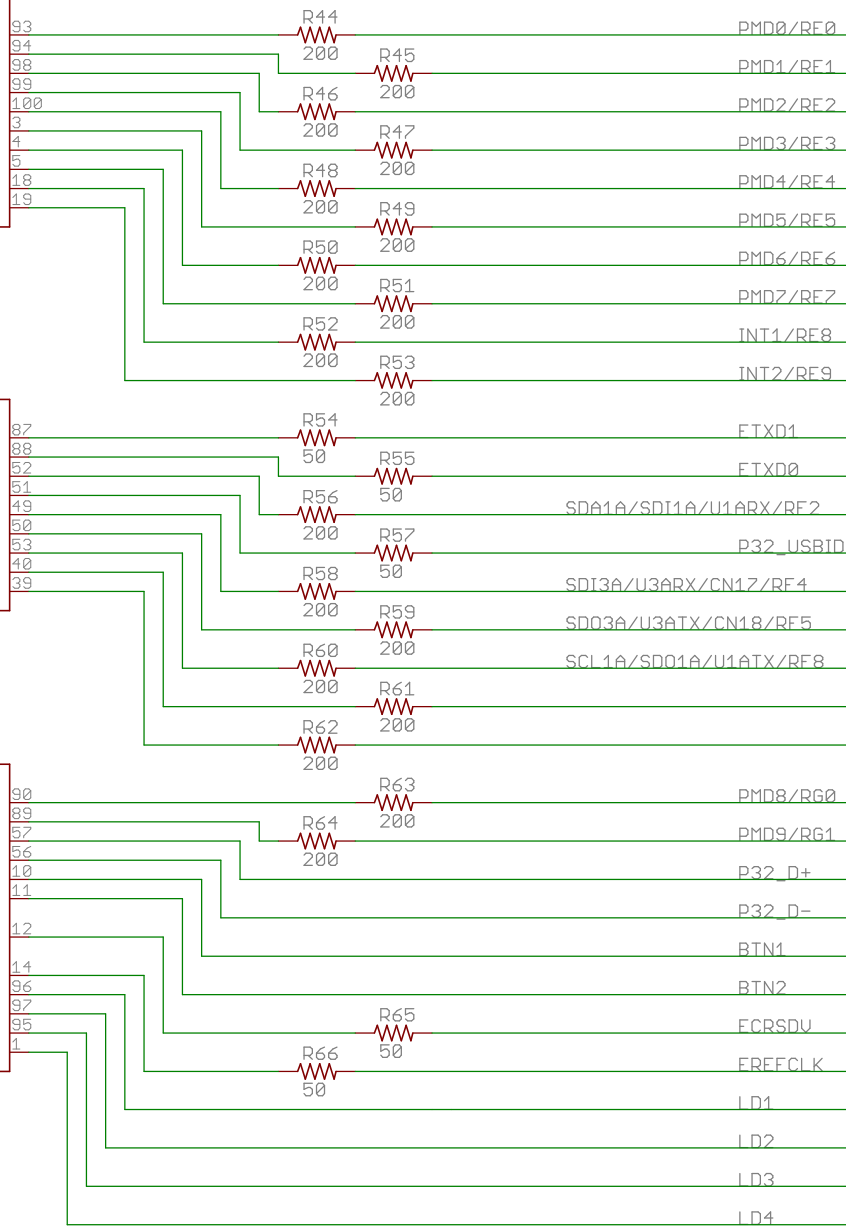 93 R44 PMD0/RE0
200
94 R45 PMD1/RE1
200
98 R46 PMD2/RE2
200
99 R47 PMD3/RE3
200
100 R48 PMD4/RE4
200
3 R49 PMD5/RE5
200
4 R50 PMD6/RE6
200
5 R51 PMD7/RE7
200
18 R52 INT1/RE8
200
19 R53 INT2/RE9
200
87 R54 ETXD1
50
88 R55 ETXD0
50
52 R56 SDA1A/SDI1A/U1ARX/RF2
200
51 R57 P32_USBID
50
49 R58 SDI3A/U3ARX/CN17/RF4
200
50 R59 SDO3A/U3ATX/CN18/RF5
200
53 R60 SCL1A/SDO1A/U1ATX/RF8
200
40 R61
200
39 R62
200
90 R63 PMD8/RG0
200
89 R64 PMD9/RG1
200
57 P32_D+
56 P32_D-
10 BTN1
11 BTN2
12 R65 ECRSDV
50
14 R66 EREFCLK
50
96 LD1
97 LD2
95 LD3
1 LD4